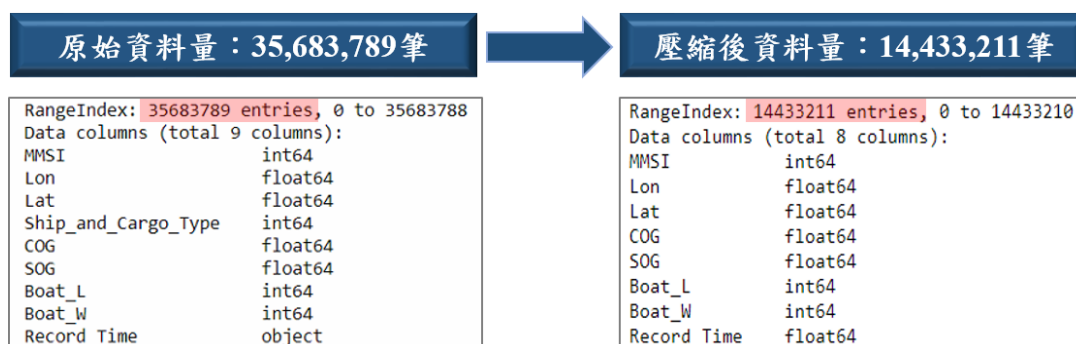 原始資料量：35,683,789筆
壓縮後資料量：14,433,211筆
RangeIndex: 35683789 entries, 0 to 35683788
Data columns (total 9 columns):
MMSI int64
Lon float64
Lat float64
Ship_and_Cargo_Type int64
COG float64
SOG float64
Boat_L int64
Boat_W int64
Record Time object
RangeIndex: 14433211 entries, 0 to 14433210
Data columns (total 8 columns):
MMSI int64
Lon float64
Lat float64
COG float64
SOG float64
Boat_L int64
Boat_W int64
Record Time float64